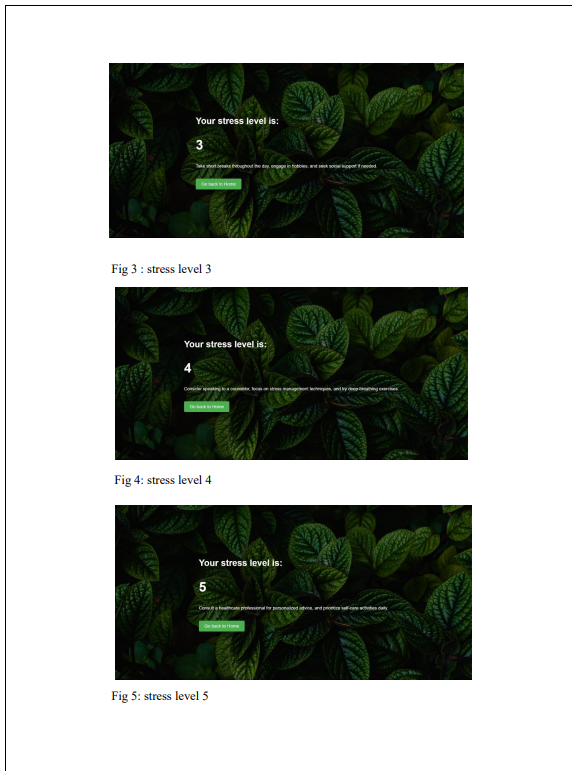 Your stress level is:
3
Take short breaks throughout the day, engage in hobbies, and seek social support if needed.
Go back to Home
Fig 3 : stress level 3
Your stress level is:
4
Consider speaking to a counselor, focus on stress management techniques, and try deep-breathing exercises.
Go back to Home
Fig 4: stress level 4
Your stress level is:
5
Consult a healthcare professional for personalized advice, and prioritize self-care activities daily.
Go back to Home
Fig 5: stress level 5